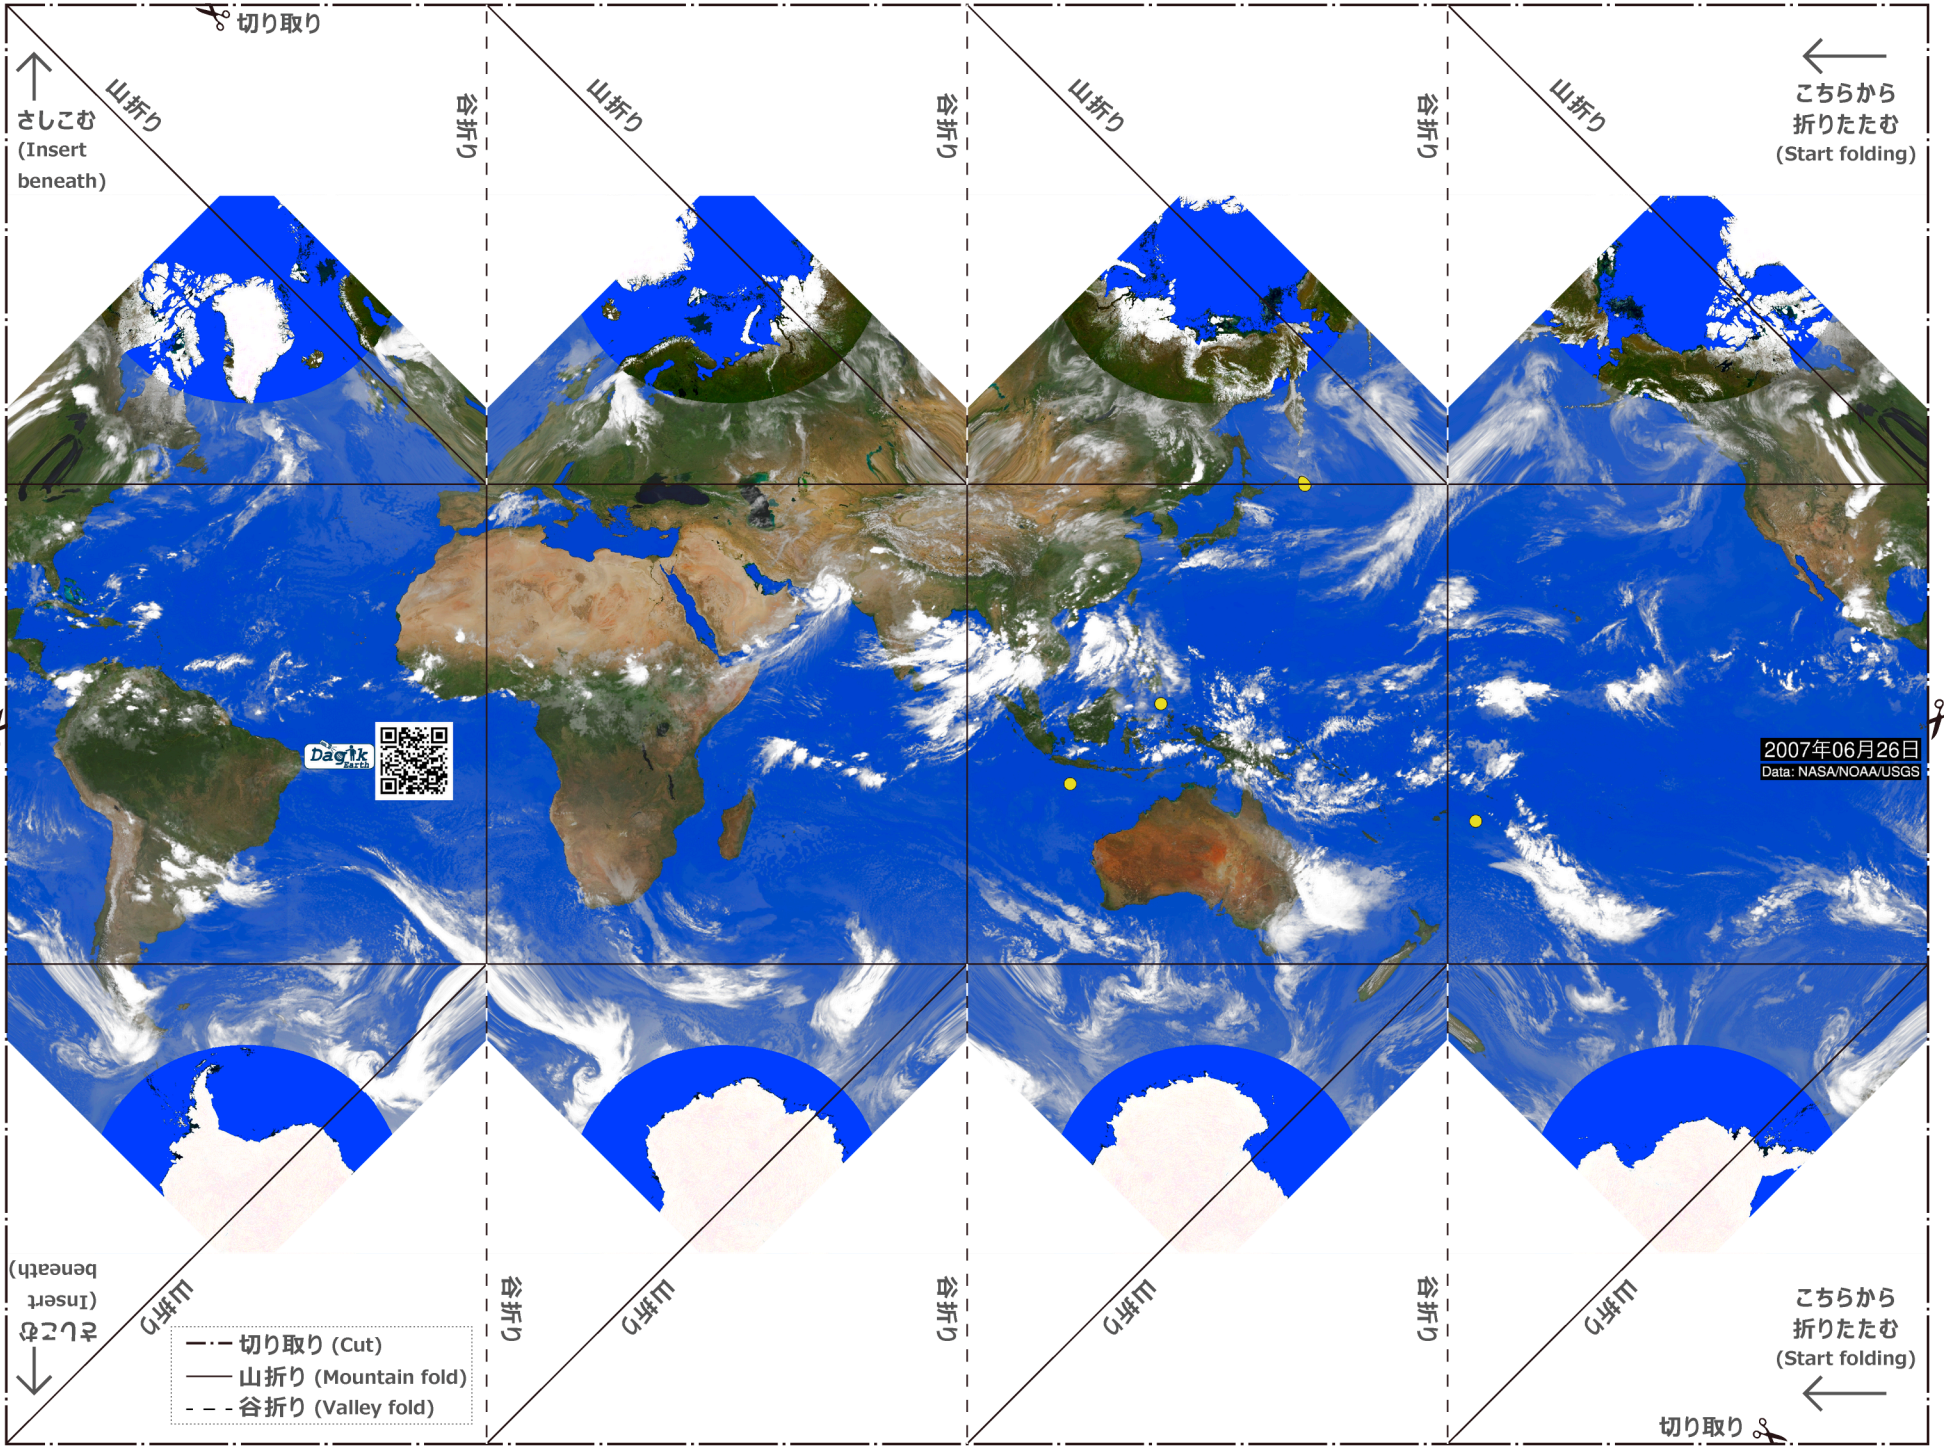 切り取り
山折り
谷折り
山折り
谷折り
山折り
谷折り
山折り
さしこむ
(Insert
beneath)
こちらから
折りたたむ
(Start folding)
Dagik
Earth
2007年06月26日
Data: NASA/NOAA/USGS
さしこむ
(Insert
beneath)
山折り
谷折り
山折り
谷折り
山折り
谷折り
山折り
こちらから
折りたたむ
(Start folding)
切り取り (Cut)
山折り (Mountain fold)
谷折り (Valley fold)
切り取り